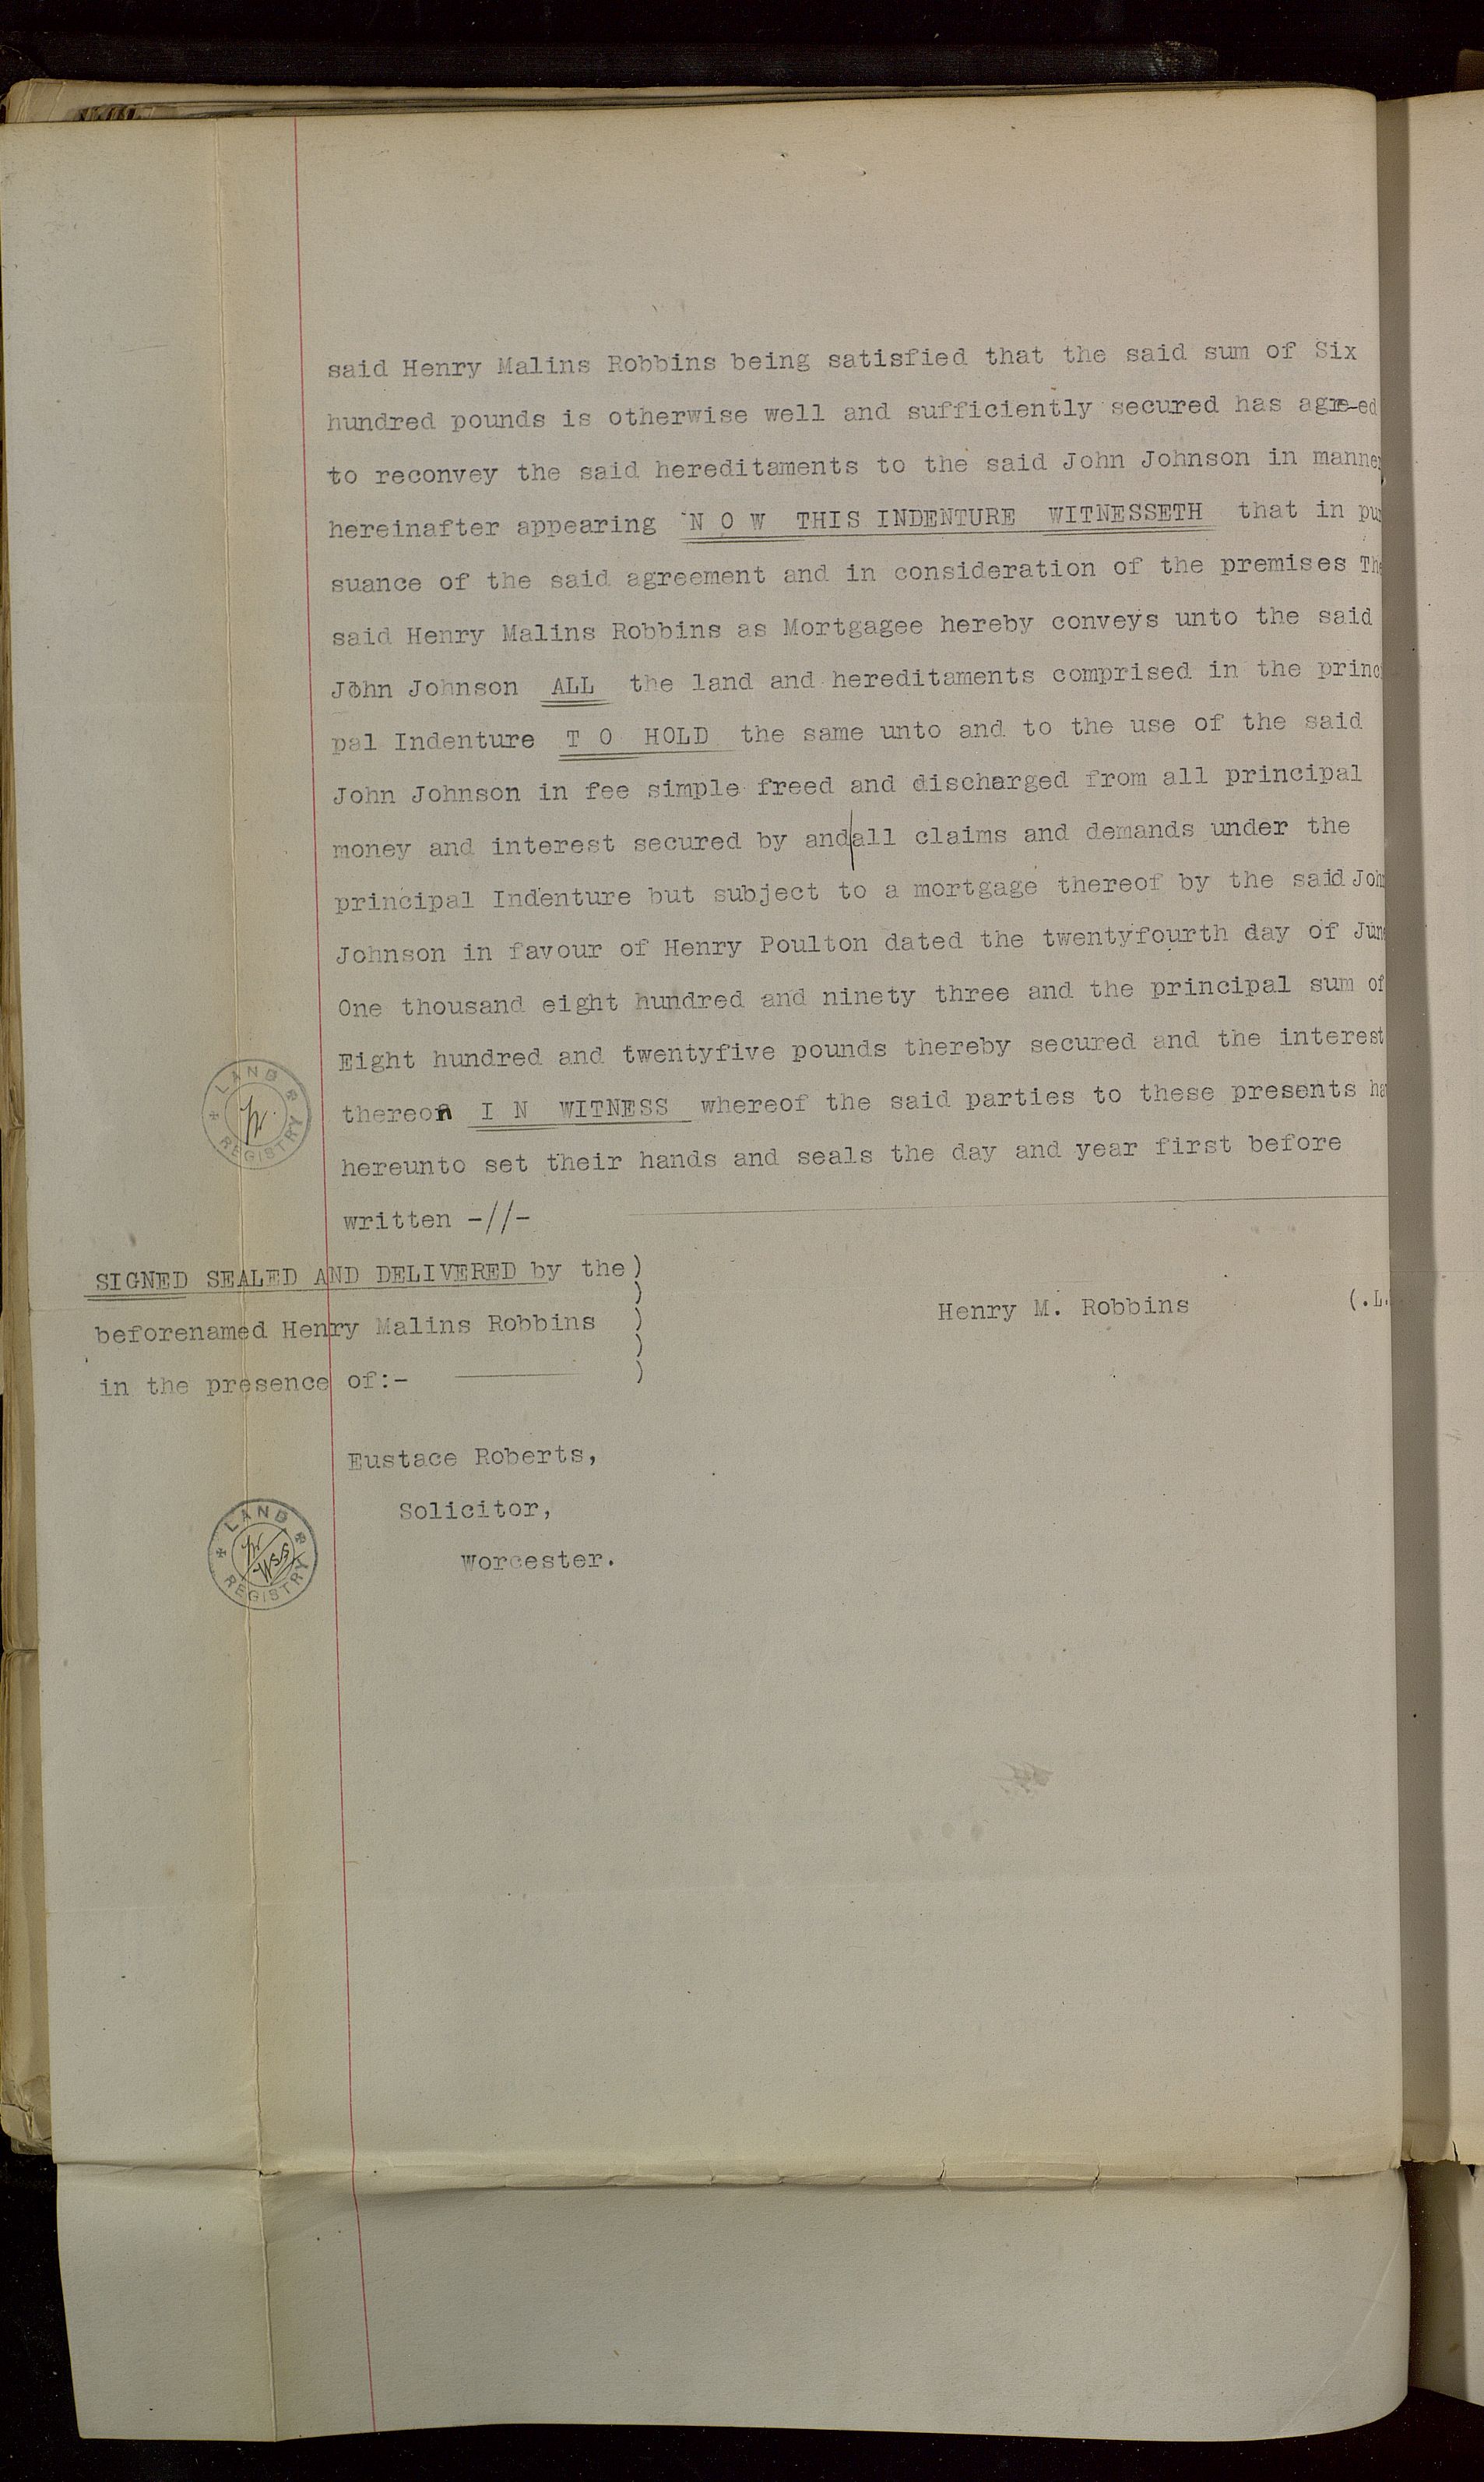 said Henry Malins Robbins being satisfied that the said sum of Six
hundred pounds is otherwise well and sufficiently secured has agre-ed
to reconvey the said hereditaments to the said John Johnson in manner
hereinafter appearing N O W THIS INDENTURE WITNESSETH that in pur
suance of the said agreement and in consideration of the premises The
said Henry Malins Robbins as Mortgagee hereby conveys unto the said
John Johnson ALL the land and hereditaments comprised in the princi
pal Indenture T O HOLD the same unto and to the use of the said
John Johnson in fee simple freed and discharged from all principal
money and interest secured by and/all claims and demands under the
principal Indenture but subject to a mortgage thereof by the said John
Johnson in favour of Henry Poulton dated the twentyfourth day of June
One thousand eight hundred and ninety three and the principal sum of
Eight hundred and twentyfive pounds thereby secured and the interest
thereon I N WITNESS whereof the said parties to these presents ha
hereunto set their hands and seals the day and year first before
written -//-
LAND REGISTRY
SIGNED SEALED AND DELIVERED by the )
beforenamed Henry Malins Robbins )
in the presence of:- )
Henry M. Robbins (.L.
Eustace Roberts,
Solicitor,
Worcester.
LAND REGISTRY